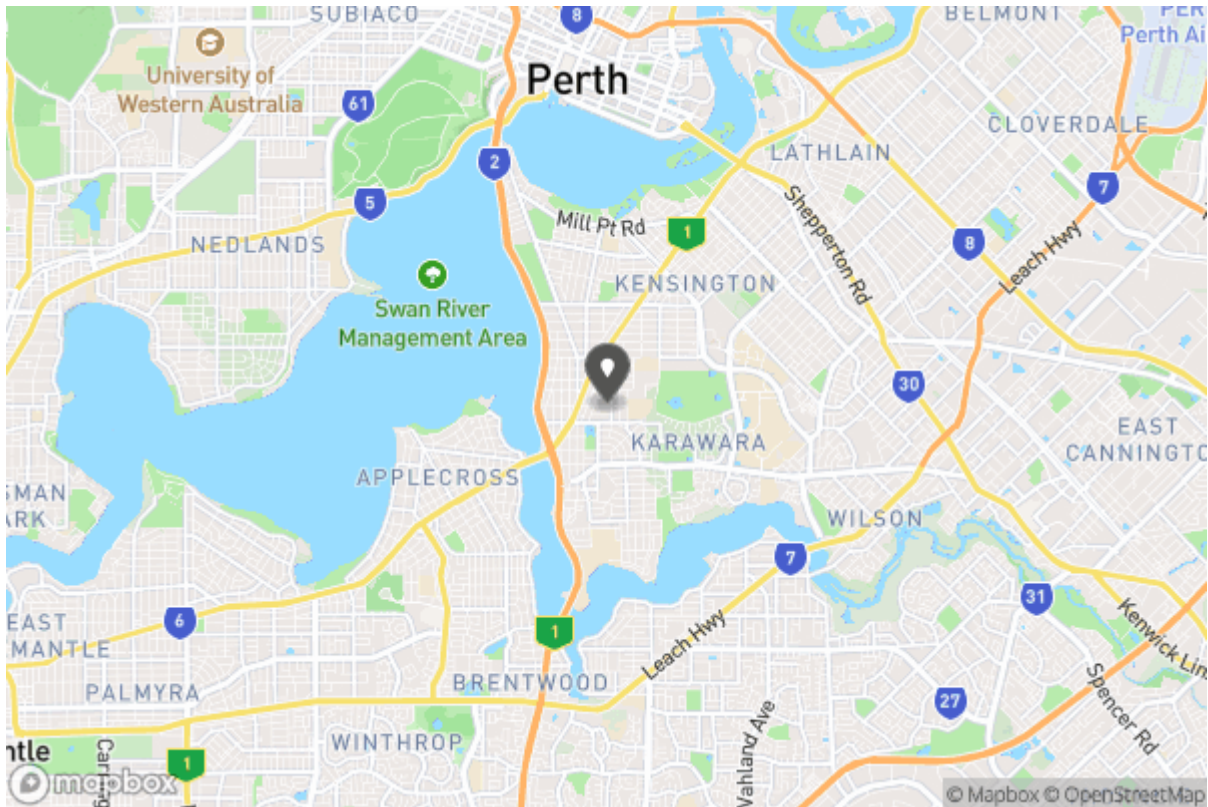 SUBIACO
8
BELMONT
PER
Perth Ai
University of
Western Australia
Perth
61
CLOVERDALE
2
LATHLAIN
7
5
Mill Pt Rd
1
Shepperton Rd
8
Leach Hwy
NEDLANDS
KENSINGTON
Swan River
Management Area
30
KARAWARA
EAST
CANNINGTO
APPLECROSS
SMAN
ARK
WILSON
7
31
6
1
EAST
MANTLE
Leach Hwy
Kenwick Lin
BRENTWOOD
PALMYRA
27
Spencer Rd
WINTHROP
Vahland Ave
ntle
1
Carring
mapbox
© Mapbox © OpenStreetMap